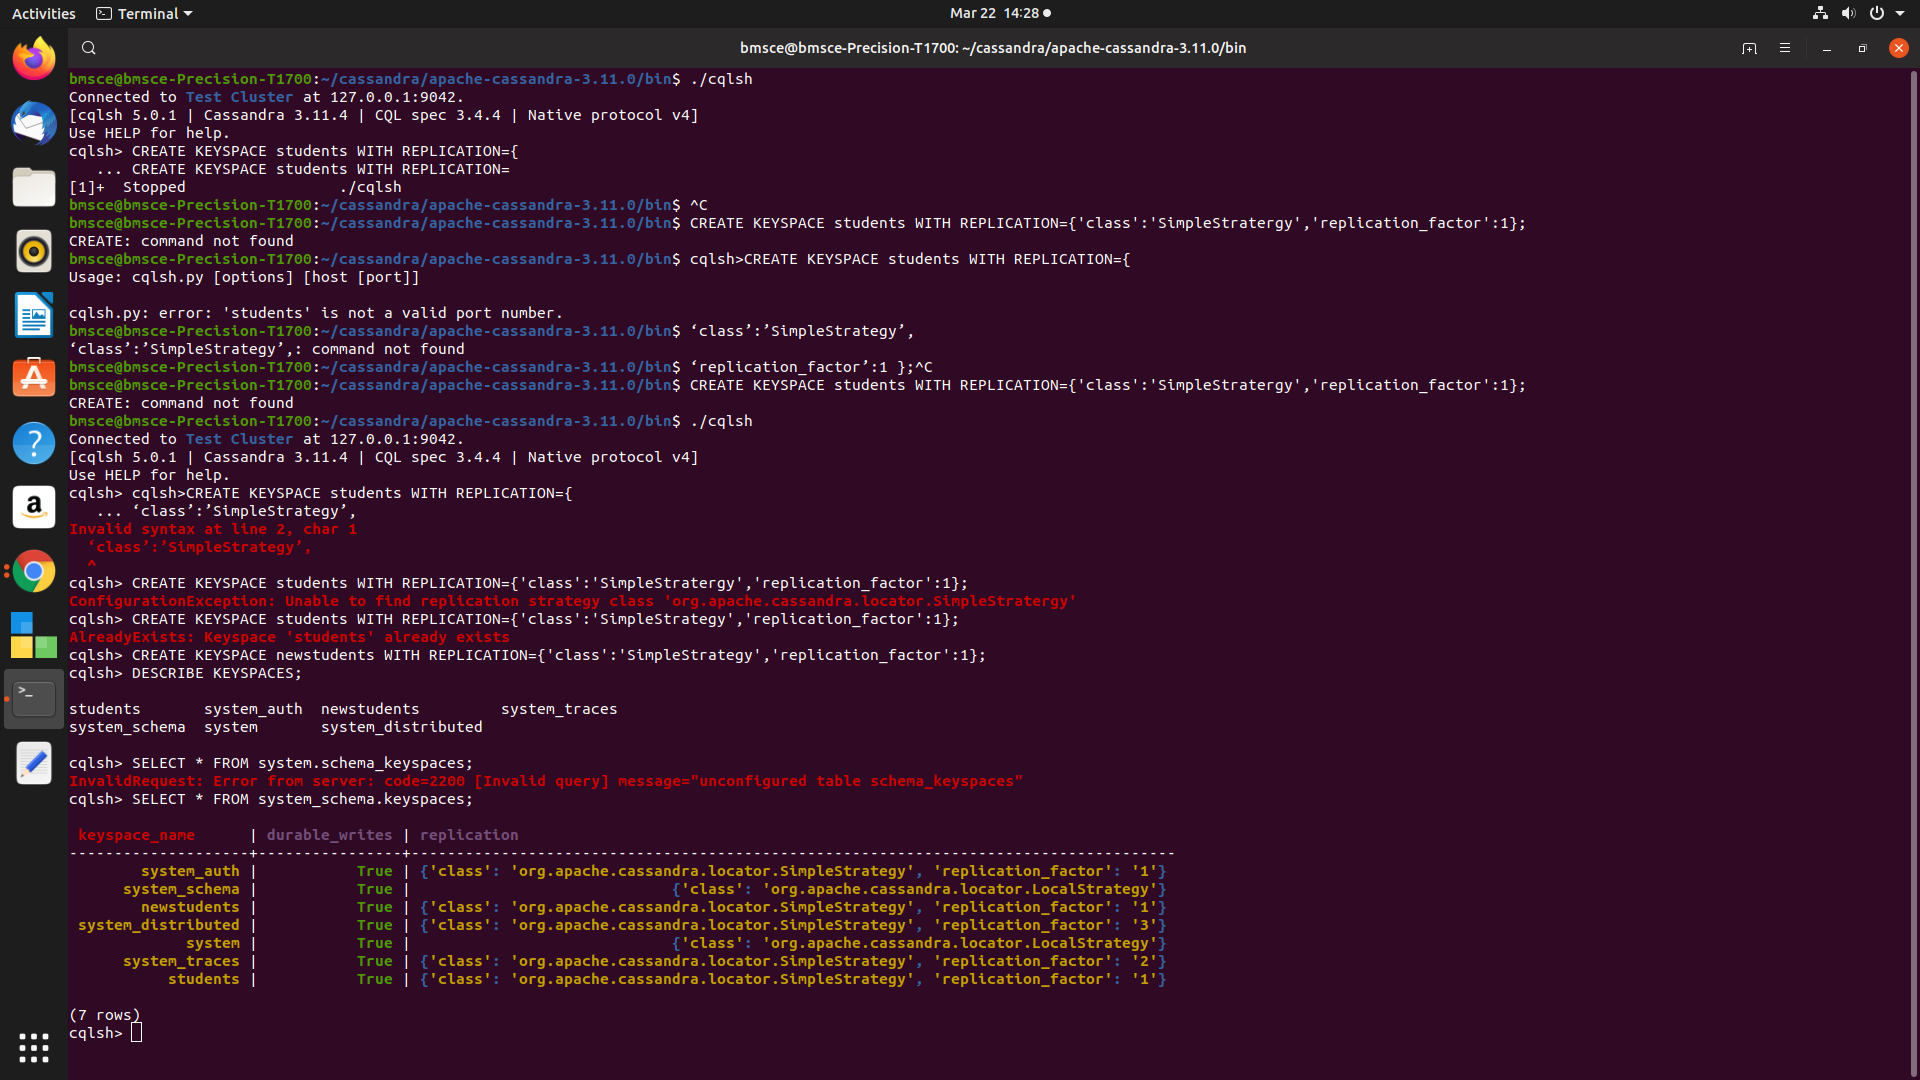 Activities Terminal Mar 22 14:28
bmsce@bmsce-Precision-T1700: ~/cassandra/apache-cassandra-3.11.0/bin
bmsce@bmsce-Precision-T1700:~/cassandra/apache-cassandra-3.11.0/bin$ ./cqlsh
Connected to Test Cluster at 127.0.0.1:9042.
[cqlsh 5.0.1 | Cassandra 3.11.4 | CQL spec 3.4.4 | Native protocol v4]
Use HELP for help.
cqlsh> CREATE KEYSPACE students WITH REPLICATION={
   ... CREATE KEYSPACE students WITH REPLICATION=
[1]+  Stopped                 ./cqlsh
bmsce@bmsce-Precision-T1700:~/cassandra/apache-cassandra-3.11.0/bin$ ^C
bmsce@bmsce-Precision-T1700:~/cassandra/apache-cassandra-3.11.0/bin$ CREATE KEYSPACE students WITH REPLICATION={'class':'SimpleStratergy','replication_factor':1};
CREATE: command not found
bmsce@bmsce-Precision-T1700:~/cassandra/apache-cassandra-3.11.0/bin$ cqlsh>CREATE KEYSPACE students WITH REPLICATION={
Usage: cqlsh.py [options] [host [port]]
cqlsh.py: error: 'students' is not a valid port number.
bmsce@bmsce-Precision-T1700:~/cassandra/apache-cassandra-3.11.0/bin$ ‘class’:’SimpleStrategy’,
‘class’:’SimpleStrategy’,: command not found
bmsce@bmsce-Precision-T1700:~/cassandra/apache-cassandra-3.11.0/bin$ ‘replication_factor’:1 };^C
bmsce@bmsce-Precision-T1700:~/cassandra/apache-cassandra-3.11.0/bin$ CREATE KEYSPACE students WITH REPLICATION={'class':'SimpleStratergy','replication_factor':1};
CREATE: command not found
bmsce@bmsce-Precision-T1700:~/cassandra/apache-cassandra-3.11.0/bin$ ./cqlsh
Connected to Test Cluster at 127.0.0.1:9042.
[cqlsh 5.0.1 | Cassandra 3.11.4 | CQL spec 3.4.4 | Native protocol v4]
Use HELP for help.
cqlsh> cqlsh>CREATE KEYSPACE students WITH REPLICATION={
   ... ‘class’:’SimpleStrategy’,
Invalid syntax at line 2, char 1
  ‘class’:’SimpleStrategy’,
  ^
cqlsh> CREATE KEYSPACE students WITH REPLICATION={'class':'SimpleStratergy','replication_factor':1};
ConfigurationException: Unable to find replication strategy class 'org.apache.cassandra.locator.SimpleStratergy'
cqlsh> CREATE KEYSPACE students WITH REPLICATION={'class':'SimpleStrategy','replication_factor':1};
AlreadyExists: Keyspace 'students' already exists
cqlsh> CREATE KEYSPACE newstudents WITH REPLICATION={'class':'SimpleStrategy','replication_factor':1};
cqlsh> DESCRIBE KEYSPACES;
students       system_auth  newstudents         system_traces
system_schema  system       system_distributed
cqlsh> SELECT * FROM system.schema_keyspaces;
InvalidRequest: Error from server: code=2200 [Invalid query] message="unconfigured table schema_keyspaces"
cqlsh> SELECT * FROM system_schema.keyspaces;
 keyspace_name      | durable_writes | replication
--------------------+----------------+-------------------------------------------------------------------------------------
        system_auth |           True | {'class': 'org.apache.cassandra.locator.SimpleStrategy', 'replication_factor': '1'}
      system_schema |           True |                             {'class': 'org.apache.cassandra.locator.LocalStrategy'}
        newstudents |           True | {'class': 'org.apache.cassandra.locator.SimpleStrategy', 'replication_factor': '1'}
 system_distributed |           True | {'class': 'org.apache.cassandra.locator.SimpleStrategy', 'replication_factor': '3'}
             system |           True |                             {'class': 'org.apache.cassandra.locator.LocalStrategy'}
      system_traces |           True | {'class': 'org.apache.cassandra.locator.SimpleStrategy', 'replication_factor': '2'}
           students |           True | {'class': 'org.apache.cassandra.locator.SimpleStrategy', 'replication_factor': '1'}
(7 rows)
cqlsh>